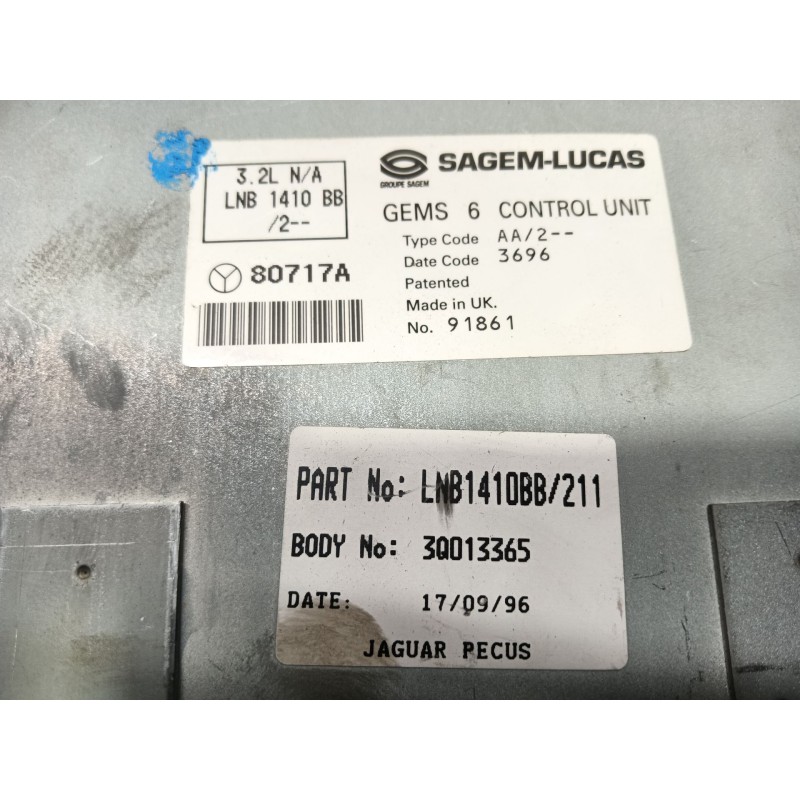 3.2L N/A
LNB 1410 BB
/2--
80717A
GROUPE SAGEM
SAGEM-LUCAS
GEMS 6 CONTROL UNIT
Type Code AA/2--
Date Code 3696
Patented
Made in UK.
No. 91861
PART No: LNB1410BB/211
BODY No: 3Q013365
DATE: 17/09/96
JAGUAR PECUS